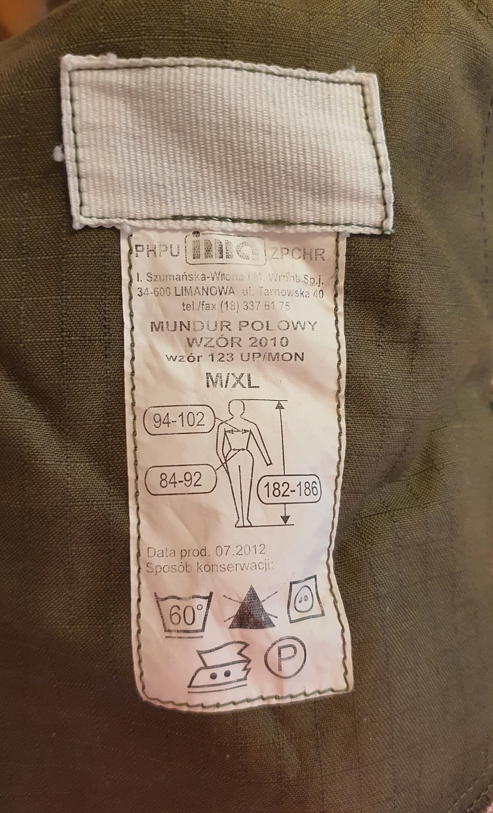 PHPU ima ZPCHR
I. Szumańska-Witona i M. Wrona Sp.j.
34-600 LIMANOWA ul. Tarnowska 40
tel./fax (18) 337 61 75
MUNDUR POLOWY
WZÓR 2010
wzór 123 UP/MON
M/XL
94-102
84-92
182-186
Data prod. 07.2012
Sposób konserwacji:
60°
P